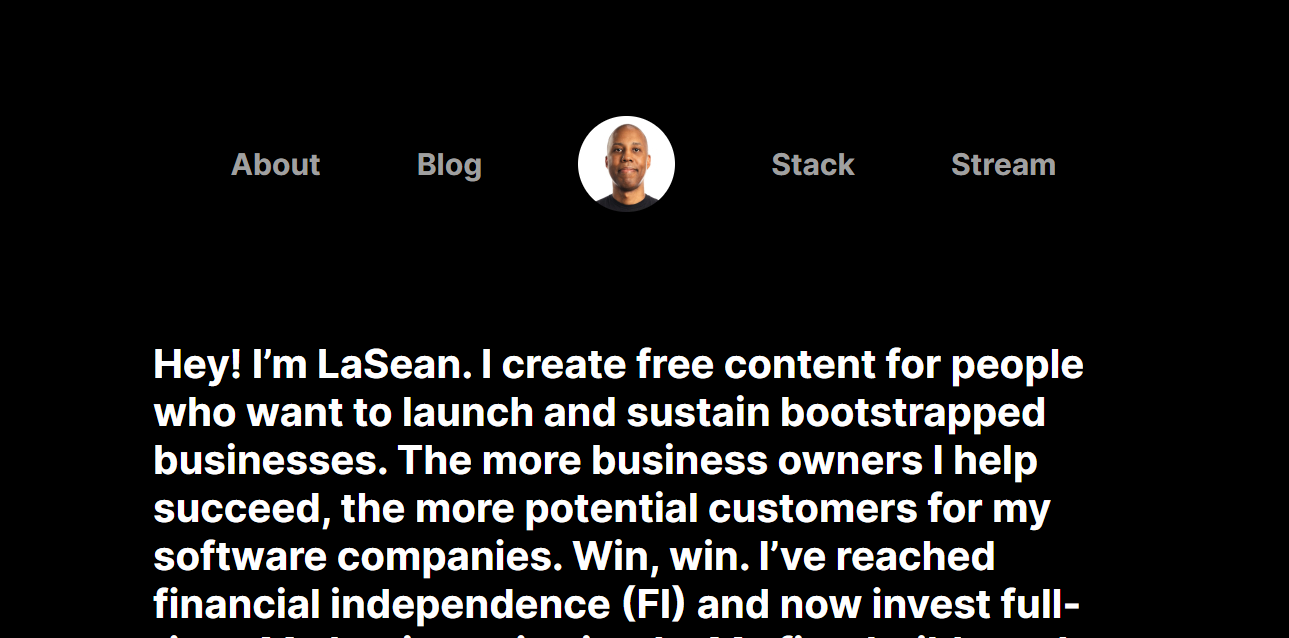 About Blog Stack Stream
Hey! I’m LaSean. I create free content for people
who want to launch and sustain bootstrapped
businesses. The more business owners I help
succeed, the more potential customers for my
software companies. Win, win. I’ve reached
financial independence (FI) and now invest full-